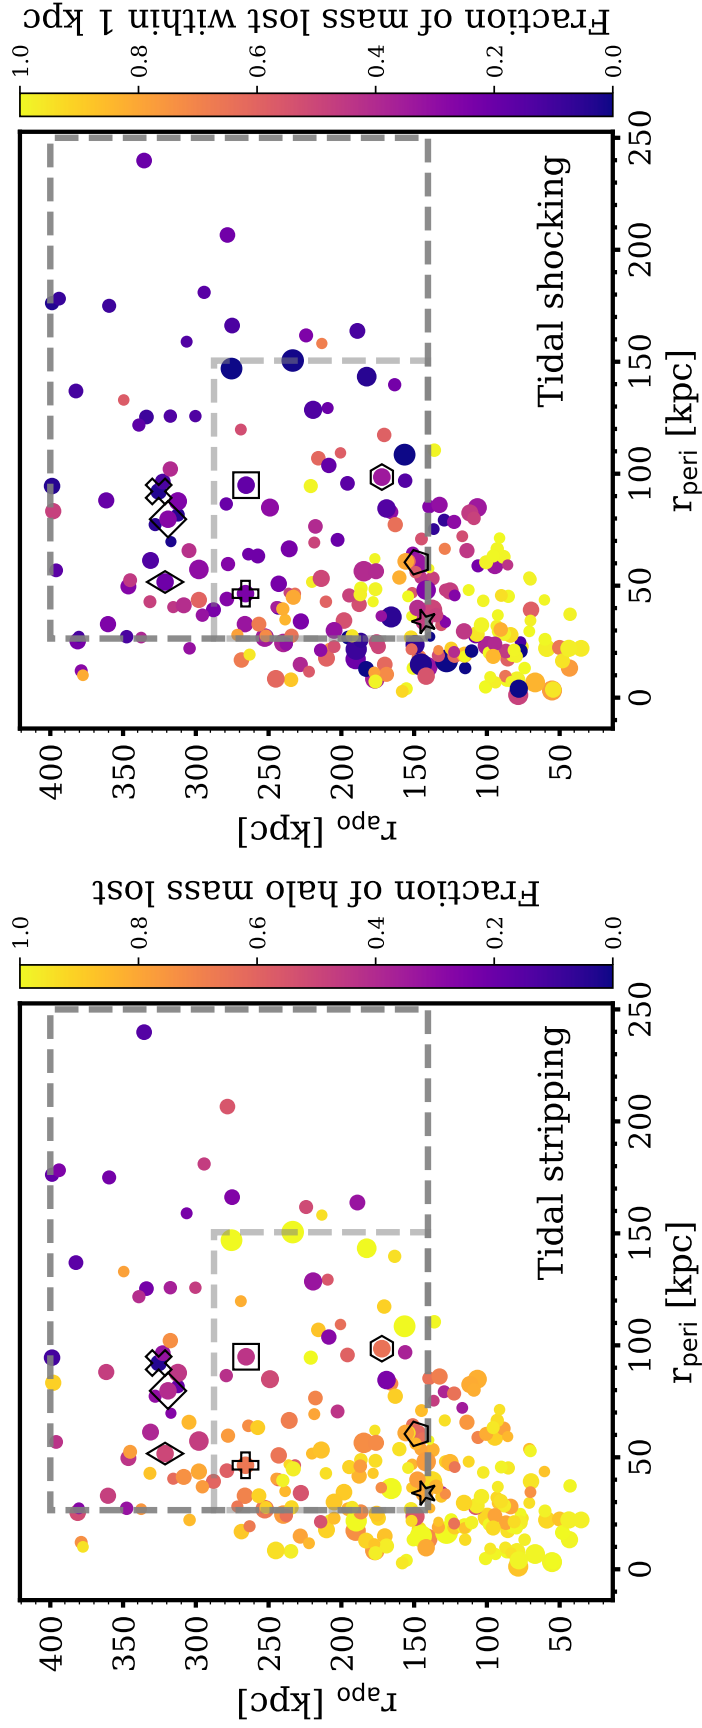 r_apo [kpc]
400
350
300
250
200
150
100
50
Tidal stripping
0 50 100 150 200 250
r_peri [kpc]
1.0
0.8
0.6
0.4
0.2
0.0
Fraction of halo mass lost
r_apo [kpc]
400
350
300
250
200
150
100
50
Tidal shocking
0 50 100 150 200 250
r_peri [kpc]
1.0
0.8
0.6
0.4
0.2
0.0
Fraction of mass lost within 1 kpc